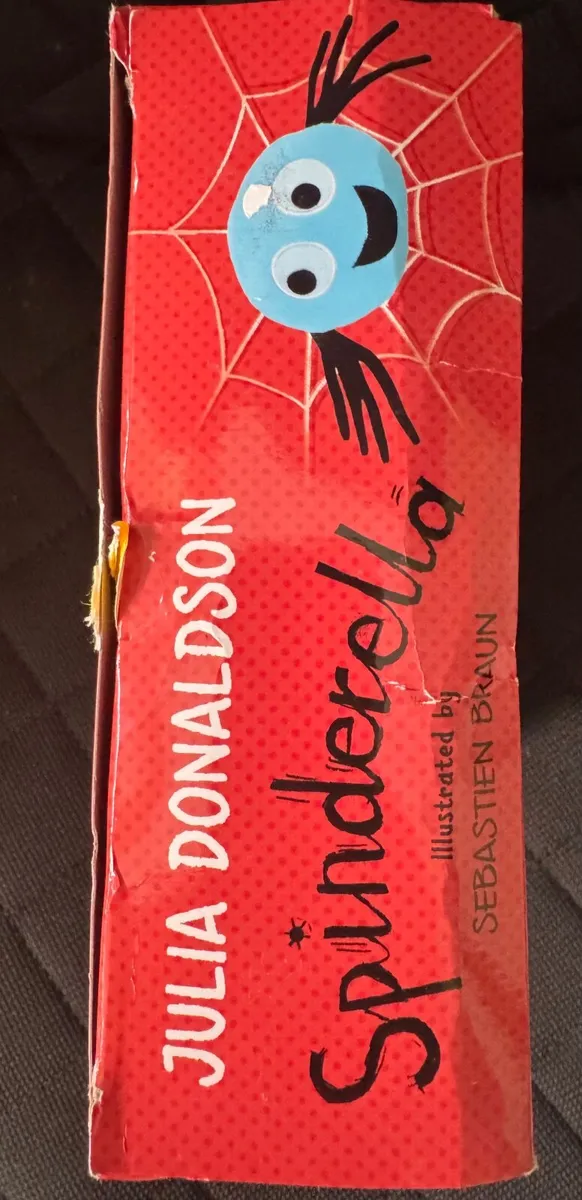 JULIA DONALDSON
Spinderella
Illustrated by
SEBASTIEN BRAUN